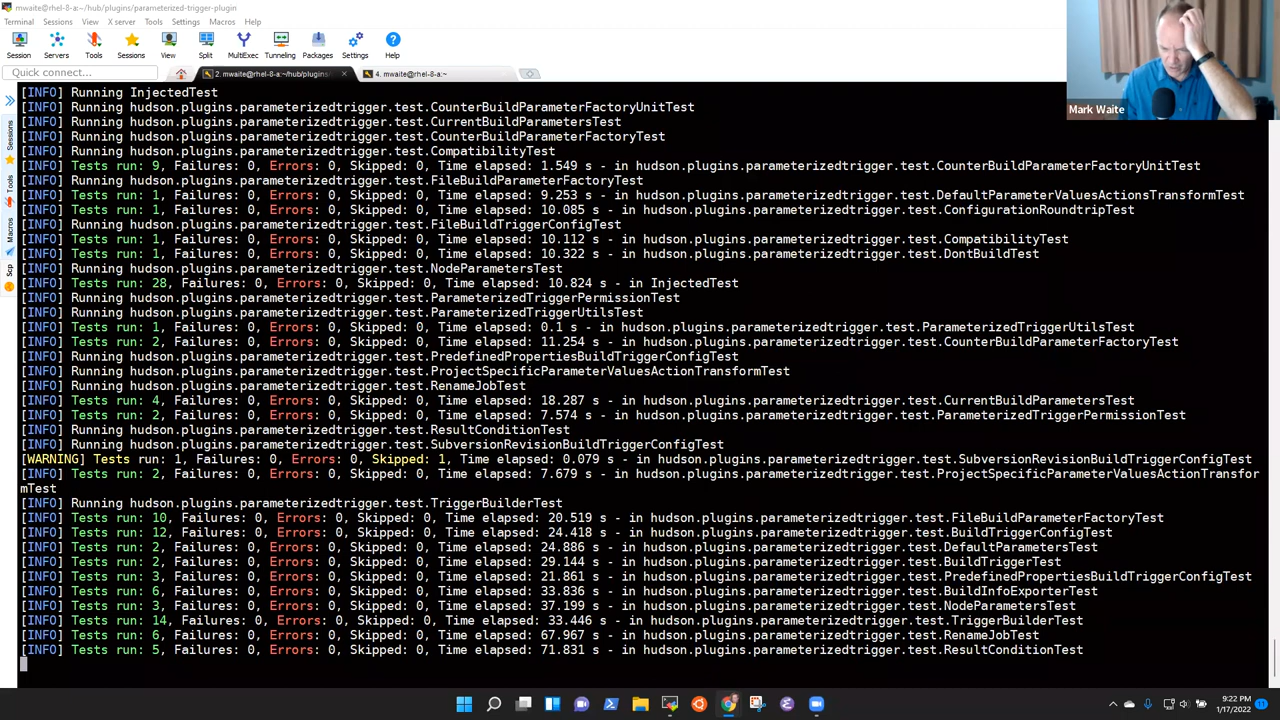 mwaite@rhel-8-a:~/hub/plugins/parameterized-trigger-plugin
Terminal Sessions View X server Tools Settings Macros Help
Session Servers Tools Sessions View Split MultiExec Tunneling Packages Settings Help
Quick connect...
2. mwaite@rhel-8-a:~/hub/plugins
4. mwaite@rhel-8-a:~
Mark Waite
Sessions
Tools
Macros
Scp
[INFO] Running InjectedTest
[INFO] Running hudson.plugins.parameterizedtrigger.test.CounterBuildParameterFactoryUnitTest
[INFO] Running hudson.plugins.parameterizedtrigger.test.CurrentBuildParametersTest
[INFO] Running hudson.plugins.parameterizedtrigger.test.CounterBuildParameterFactoryTest
[INFO] Running hudson.plugins.parameterizedtrigger.test.CompatibilityTest
[INFO] Tests run: 9, Failures: 0, Errors: 0, Skipped: 0, Time elapsed: 1.549 s - in hudson.plugins.parameterizedtrigger.test.CounterBuildParameterFactoryUnitTest
[INFO] Running hudson.plugins.parameterizedtrigger.test.FileBuildParameterFactoryTest
[INFO] Tests run: 1, Failures: 0, Errors: 0, Skipped: 0, Time elapsed: 9.253 s - in hudson.plugins.parameterizedtrigger.test.DefaultParameterValuesActionsTransformTest
[INFO] Tests run: 1, Failures: 0, Errors: 0, Skipped: 0, Time elapsed: 10.085 s - in hudson.plugins.parameterizedtrigger.test.ConfigurationRoundtripTest
[INFO] Running hudson.plugins.parameterizedtrigger.test.FileBuildTriggerConfigTest
[INFO] Tests run: 1, Failures: 0, Errors: 0, Skipped: 0, Time elapsed: 10.112 s - in hudson.plugins.parameterizedtrigger.test.CompatibilityTest
[INFO] Tests run: 1, Failures: 0, Errors: 0, Skipped: 0, Time elapsed: 10.322 s - in hudson.plugins.parameterizedtrigger.test.DontBuildTest
[INFO] Running hudson.plugins.parameterizedtrigger.test.NodeParametersTest
[INFO] Tests run: 28, Failures: 0, Errors: 0, Skipped: 0, Time elapsed: 10.824 s - in InjectedTest
[INFO] Running hudson.plugins.parameterizedtrigger.test.ParameterizedTriggerPermissionTest
[INFO] Running hudson.plugins.parameterizedtrigger.test.ParameterizedTriggerUtilsTest
[INFO] Tests run: 1, Failures: 0, Errors: 0, Skipped: 0, Time elapsed: 0.1 s - in hudson.plugins.parameterizedtrigger.test.ParameterizedTriggerUtilsTest
[INFO] Tests run: 2, Failures: 0, Errors: 0, Skipped: 0, Time elapsed: 11.254 s - in hudson.plugins.parameterizedtrigger.test.CounterBuildParameterFactoryTest
[INFO] Running hudson.plugins.parameterizedtrigger.test.PredefinedPropertiesBuildTriggerConfigTest
[INFO] Running hudson.plugins.parameterizedtrigger.test.ProjectSpecificParameterValuesActionTransformTest
[INFO] Running hudson.plugins.parameterizedtrigger.test.RenameJobTest
[INFO] Tests run: 4, Failures: 0, Errors: 0, Skipped: 0, Time elapsed: 18.287 s - in hudson.plugins.parameterizedtrigger.test.CurrentBuildParametersTest
[INFO] Tests run: 2, Failures: 0, Errors: 0, Skipped: 0, Time elapsed: 7.574 s - in hudson.plugins.parameterizedtrigger.test.ParameterizedTriggerPermissionTest
[INFO] Running hudson.plugins.parameterizedtrigger.test.ResultConditionTest
[INFO] Running hudson.plugins.parameterizedtrigger.test.SubversionRevisionBuildTriggerConfigTest
[WARNING] Tests run: 1, Failures: 0, Errors: 0, Skipped: 1, Time elapsed: 0.079 s - in hudson.plugins.parameterizedtrigger.test.SubversionRevisionBuildTriggerConfigTest
[INFO] Tests run: 2, Failures: 0, Errors: 0, Skipped: 0, Time elapsed: 7.679 s - in hudson.plugins.parameterizedtrigger.test.ProjectSpecificParameterValuesActionTransfor
mTest
[INFO] Running hudson.plugins.parameterizedtrigger.test.TriggerBuilderTest
[INFO] Tests run: 10, Failures: 0, Errors: 0, Skipped: 0, Time elapsed: 20.519 s - in hudson.plugins.parameterizedtrigger.test.FileBuildParameterFactoryTest
[INFO] Tests run: 12, Failures: 0, Errors: 0, Skipped: 0, Time elapsed: 24.418 s - in hudson.plugins.parameterizedtrigger.test.BuildTriggerConfigTest
[INFO] Tests run: 2, Failures: 0, Errors: 0, Skipped: 0, Time elapsed: 24.886 s - in hudson.plugins.parameterizedtrigger.test.DefaultParametersTest
[INFO] Tests run: 2, Failures: 0, Errors: 0, Skipped: 0, Time elapsed: 29.144 s - in hudson.plugins.parameterizedtrigger.test.BuildTriggerTest
[INFO] Tests run: 3, Failures: 0, Errors: 0, Skipped: 0, Time elapsed: 21.861 s - in hudson.plugins.parameterizedtrigger.test.PredefinedPropertiesBuildTriggerConfigTest
[INFO] Tests run: 6, Failures: 0, Errors: 0, Skipped: 0, Time elapsed: 33.836 s - in hudson.plugins.parameterizedtrigger.test.BuildInfoExporterTest
[INFO] Tests run: 3, Failures: 0, Errors: 0, Skipped: 0, Time elapsed: 37.199 s - in hudson.plugins.parameterizedtrigger.test.NodeParametersTest
[INFO] Tests run: 14, Failures: 0, Errors: 0, Skipped: 0, Time elapsed: 33.446 s - in hudson.plugins.parameterizedtrigger.test.TriggerBuilderTest
[INFO] Tests run: 6, Failures: 0, Errors: 0, Skipped: 0, Time elapsed: 67.967 s - in hudson.plugins.parameterizedtrigger.test.RenameJobTest
[INFO] Tests run: 5, Failures: 0, Errors: 0, Skipped: 0, Time elapsed: 71.831 s - in hudson.plugins.parameterizedtrigger.test.ResultConditionTest
9:22 PM
1/17/2022